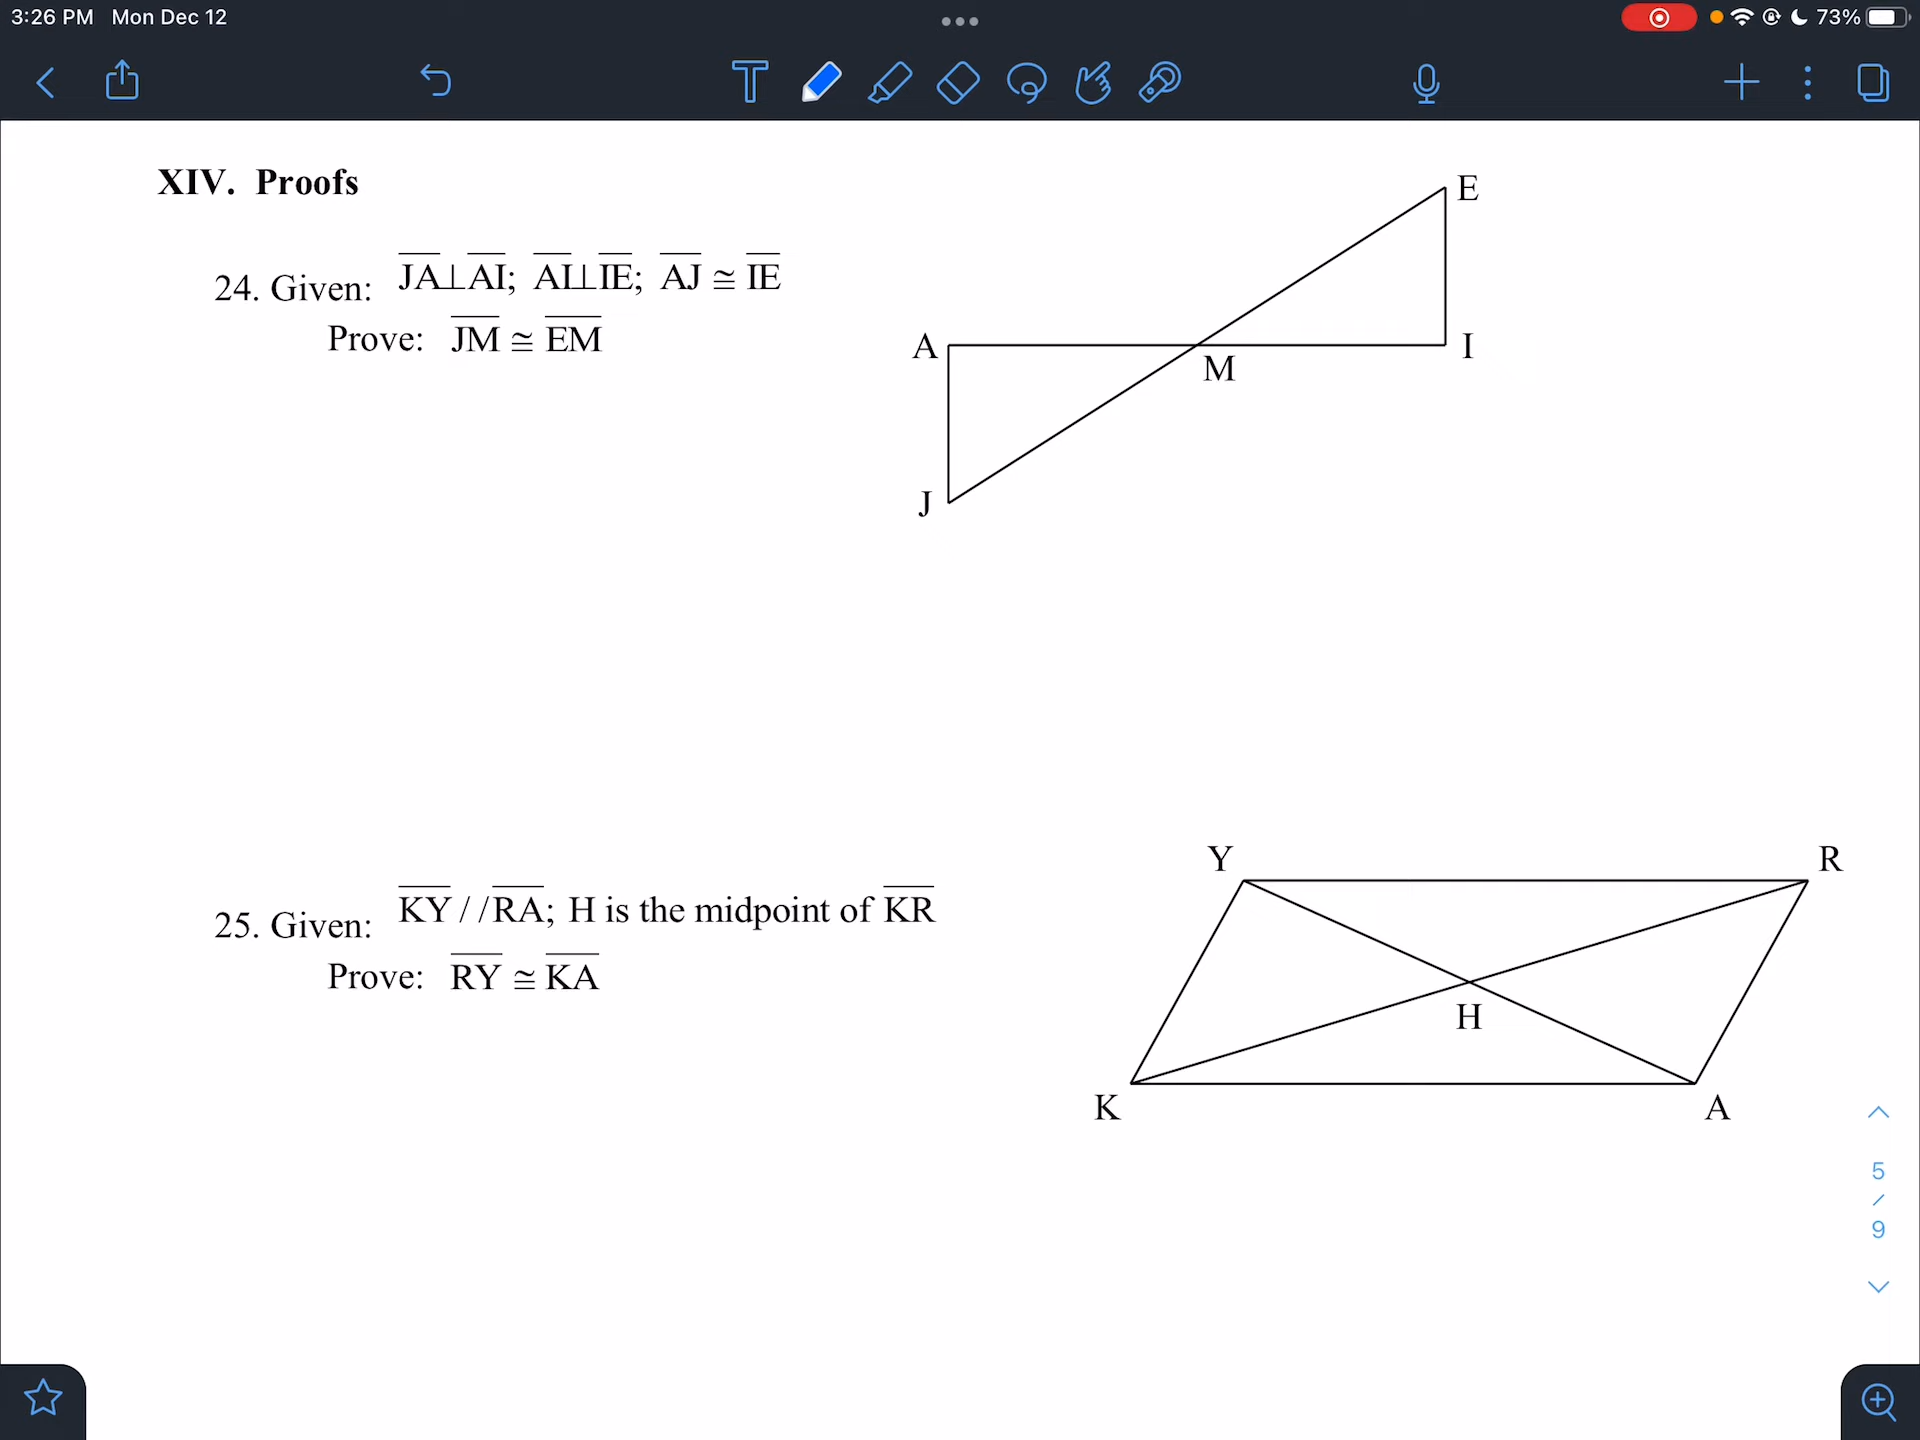 3:26 PM Mon Dec 12
73%
XIV. Proofs
24. Given: JA⊥AI; AI⊥IE; AJ ≅ IE
Prove: JM ≅ EM
E
A
I
M
J
25. Given: KY//RA; H is the midpoint of KR
Prove: RY ≅ KA
Y
R
H
K
A
5
/
9